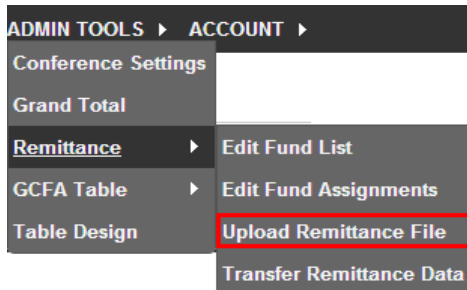 ADMIN TOOLS ACCOUNT
Conference Settings
Grand Total
Remittance
Edit Fund List
GCFA Table
Edit Fund Assignments
Table Design
Upload Remittance File
Transfer Remittance Data